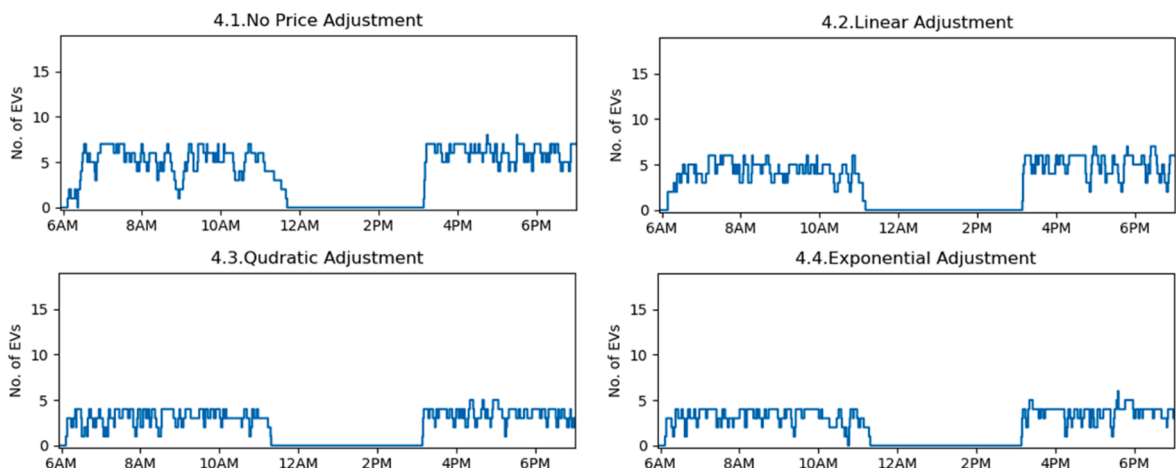 4.1.No Price Adjustment
No. of EVs
15
10
5
0
6AM 8AM 10AM 12AM 2PM 4PM 6PM
4.2.Linear Adjustment
No. of EVs
15
10
5
0
6AM 8AM 10AM 12AM 2PM 4PM 6PM
4.3.Qudratic Adjustment
No. of EVs
15
10
5
0
6AM 8AM 10AM 12AM 2PM 4PM 6PM
4.4.Exponential Adjustment
No. of EVs
15
10
5
0
6AM 8AM 10AM 12AM 2PM 4PM 6PM